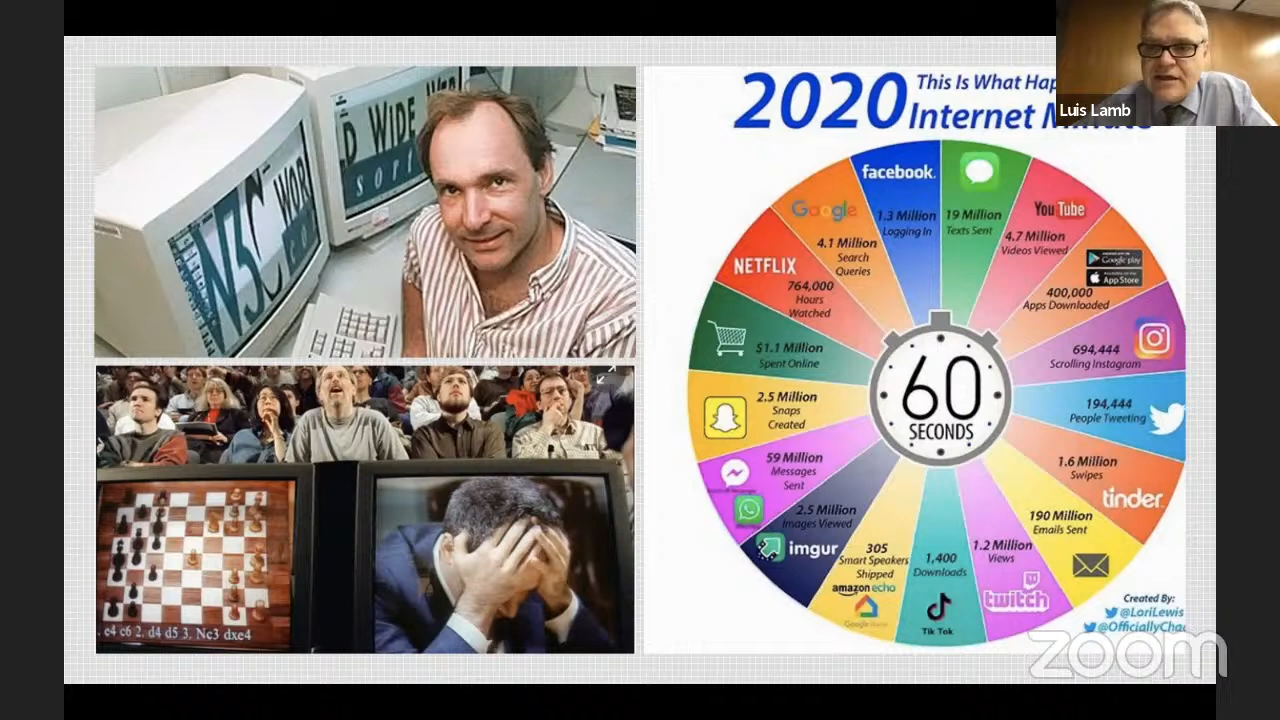 Luis Lamb
D WIDE
WORL
. e4 c6 2. d4 d5 3. Nc3 dxe4
2020
This Is What Hap
Internet Minute
facebook.
1.3 Million
Logging In
19 Million
Texts Sent
YouTube
4.7 Million
Videos Viewed
Google play
App Store
400,000
Apps Downloaded
694,444
Scrolling Instagram
194,444
People Tweeting
1.6 Million
Swipes
tinder
190 Million
Emails Sent
1.2 Million
Views
twitch
1,400
Downloads
Tik Tok
305
Smart Speakers
Shipped
amazon echo
Google Home
2.5 Million
Images Viewed
imgur
59 Million
Messages
Sent
2.5 Million
Snaps
Created
$1.1 Million
Spent Online
NETFLIX
764,000
Hours
Watched
Google
4.1 Million
Search
Queries
60
SECONDS
Created By:
@LoriLewis
@OfficiallyChad
zoom